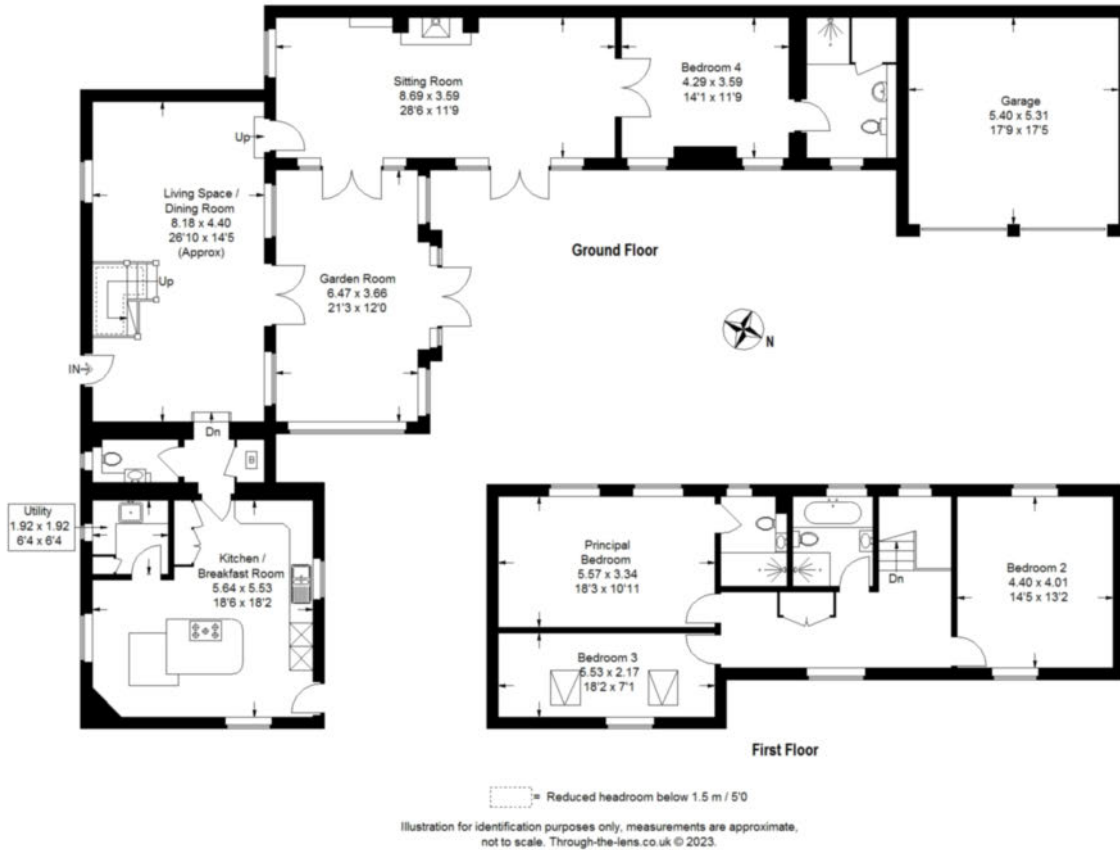 Sitting Room
8.69 x 3.59
28'6 x 11'9
Bedroom 4
4.29 x 3.59
14'1 x 11'9
Garage
5.40 x 5.31
17'9 x 17'5
Up
Living Space /
Dining Room
8.18 x 4.40
26'10 x 14'5
(Approx)
Up
Garden Room
6.47 x 3.66
21'3 x 12'0
Ground Floor
N
IN
Dn
Utility
1.92 x 1.92
6'4 x 6'4
Kitchen /
Breakfast Room
5.64 x 5.53
18'6 x 18'2
Principal
Bedroom
5.57 x 3.34
18'3 x 10'11
Dn
Bedroom 2
4.40 x 4.01
14'5 x 13'2
Bedroom 3
5.53 x 2.17
18'2 x 7'1
First Floor
= Reduced headroom below 1.5 m / 5'0
Illustration for identification purposes only, measurements are approximate,
not to scale. Through-the-lens.co.uk © 2023.